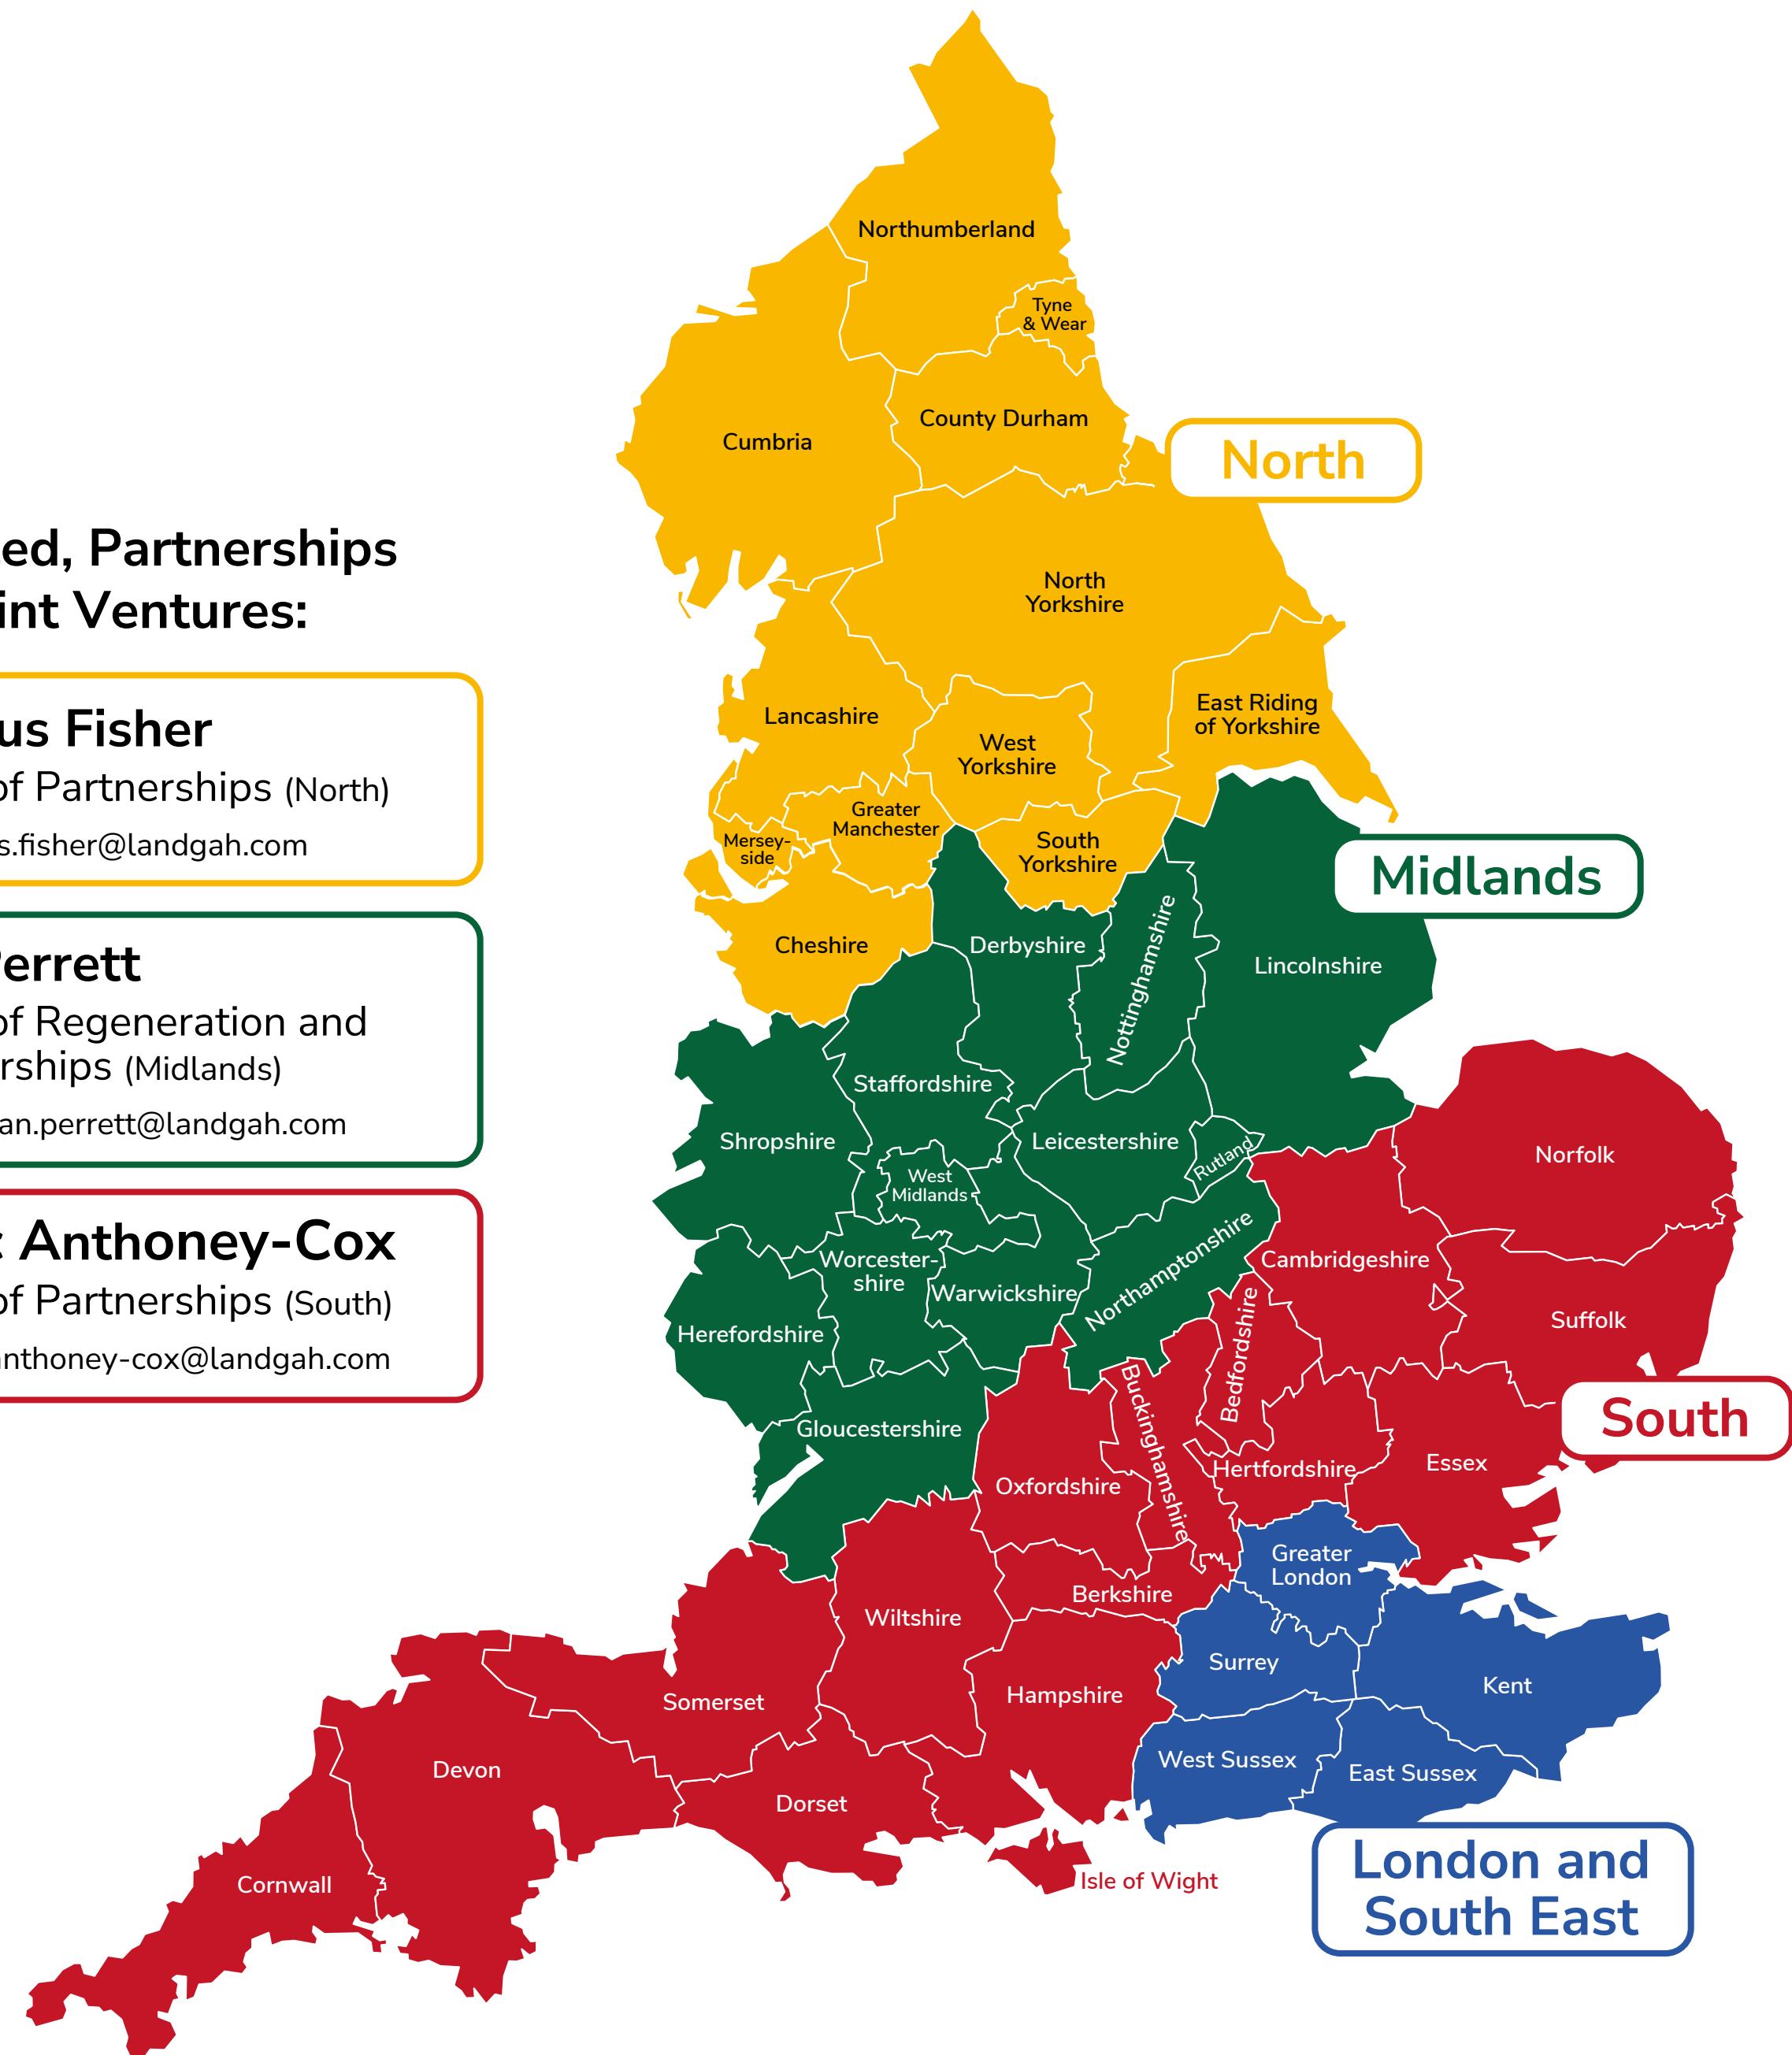 Northumberland
Tyne
& Wear
County Durham
Cumbria
North
ed, Partnerships
int Ventures:
North
Yorkshire
us Fisher
of Partnerships (North)
s.fisher@landgah.com
East Riding
of Yorkshire
Lancashire
West
Yorkshire
Greater
Manchester
Mersey-
side
South
Yorkshire
Midlands
Perrett
of Regeneration and
rships (Midlands)
an.perrett@landgah.com
Cheshire
Derbyshire
Nottinghamshire
Lincolnshire
Staffordshire
Shropshire
Leicestershire
Rutland
Norfolk
West
Midlands
Anthoney-Cox
of Partnerships (South)
anthoney-cox@landgah.com
Worcester-
shire
Warwickshire
Northamptonshire
Cambridgeshire
Suffolk
Herefordshire
Bedfordshire
Buckinghamshire
South
Gloucestershire
Oxfordshire
Hertfordshire
Essex
Greater
London
Berkshire
Wiltshire
Surrey
Kent
Somerset
Hampshire
West Sussex
East Sussex
Devon
Dorset
Cornwall
Isle of Wight
London and
South East